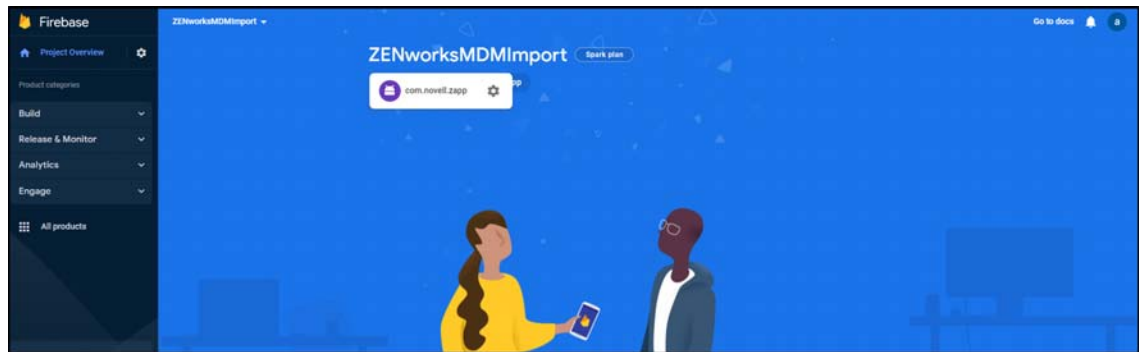 Firebase
ZENworksMDMImport
Go to docs
a
Project Overview
ZENworksMDMImport
Spark plan
Product categories
com.novell.zapp
pp
Build
Release & Monitor
Analytics
Engage
All products